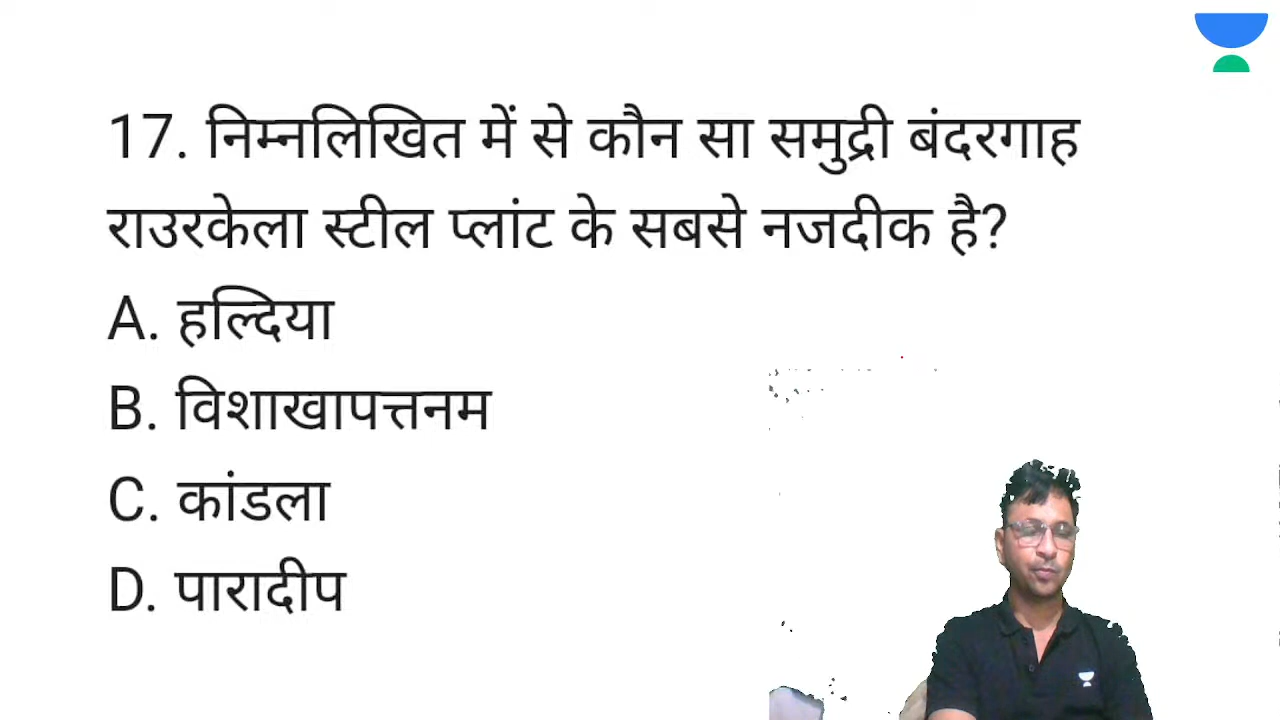 17. निम्नलिखित में से कौन सा समुद्री बंदरगाह
राउरकेला स्टील प्लांट के सबसे नजदीक है?
A. हल्दिया
B. विशाखापत्तनम
C. कांडला
D. पारादीप